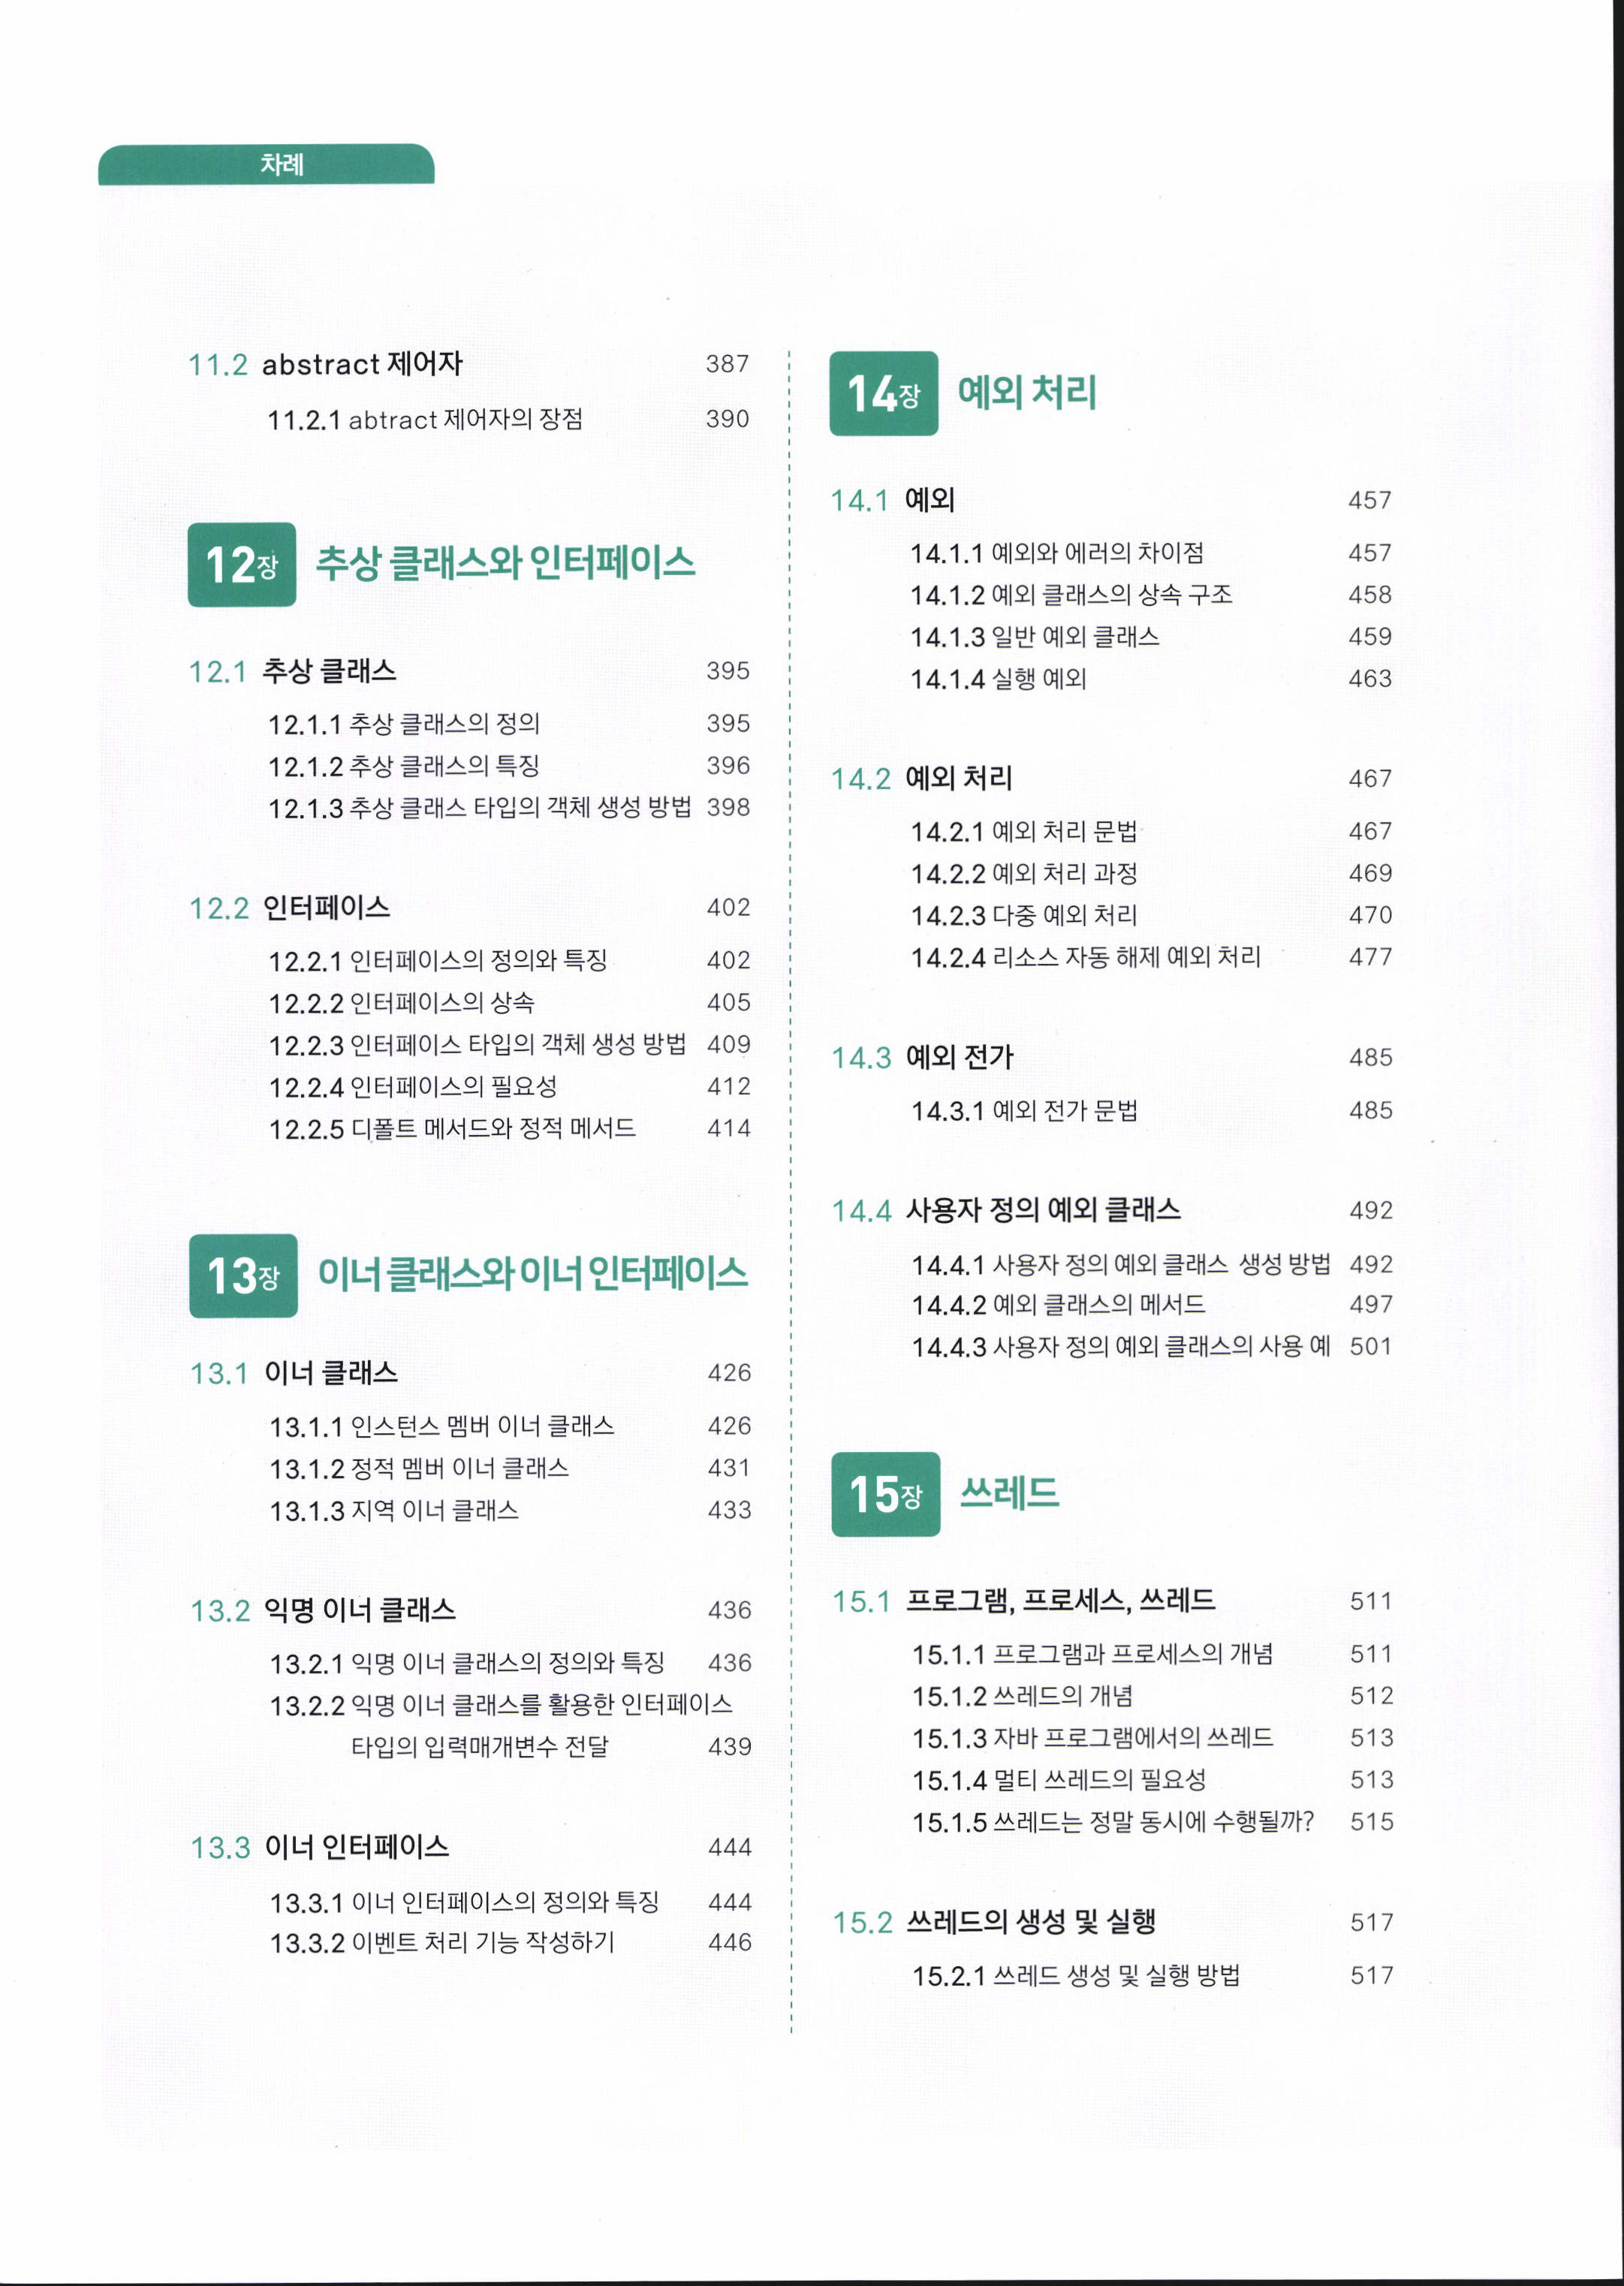 차례
11.2 abstract 제어자 387
11.2.1 abtract 제어자의 장점 390
12장 추상 클래스와 인터페이스
12.1 추상 클래스 395
12.1.1 추상 클래스의 정의 395
12.1.2 추상 클래스의 특징 396
12.1.3 추상 클래스 타입의 객체 생성 방법 398
12.2 인터페이스 402
12.2.1 인터페이스의 정의와 특징 402
12.2.2 인터페이스의 상속 405
12.2.3 인터페이스 타입의 객체 생성 방법 409
12.2.4 인터페이스의 필요성 412
12.2.5 디폴트 메서드와 정적 메서드 414
13장 이너 클래스와 이너 인터페이스
13.1 이너 클래스 426
13.1.1 인스턴스 멤버 이너 클래스 426
13.1.2 정적 멤버 이너 클래스 431
13.1.3 지역 이너 클래스 433
13.2 익명 이너 클래스 436
13.2.1 익명 이너 클래스의 정의와 특징 436
13.2.2 익명 이너 클래스를 활용한 인터페이스
타입의 입력매개변수 전달 439
13.3 이너 인터페이스 444
13.3.1 이너 인터페이스의 정의와 특징 444
13.3.2 이벤트 처리 기능 작성하기 446
14장 예외 처리
14.1 예외 457
14.1.1 예외와 에러의 차이점 457
14.1.2 예외 클래스의 상속 구조 458
14.1.3 일반 예외 클래스 459
14.1.4 실행 예외 463
14.2 예외 처리 467
14.2.1 예외 처리 문법 467
14.2.2 예외 처리 과정 469
14.2.3 다중 예외 처리 470
14.2.4 리소스 자동 해제 예외 처리 477
14.3 예외 전가 485
14.3.1 예외 전가 문법 485
14.4 사용자 정의 예외 클래스 492
14.4.1 사용자 정의 예외 클래스 생성 방법 492
14.4.2 예외 클래스의 메서드 497
14.4.3 사용자 정의 예외 클래스의 사용 예 501
15장 쓰레드
15.1 프로그램, 프로세스, 쓰레드 511
15.1.1 프로그램과 프로세스의 개념 511
15.1.2 쓰레드의 개념 512
15.1.3 자바 프로그램에서의 쓰레드 513
15.1.4 멀티 쓰레드의 필요성 513
15.1.5 쓰레드는 정말 동시에 수행될까? 515
15.2 쓰레드의 생성 및 실행 517
15.2.1 쓰레드 생성 및 실행 방법 517